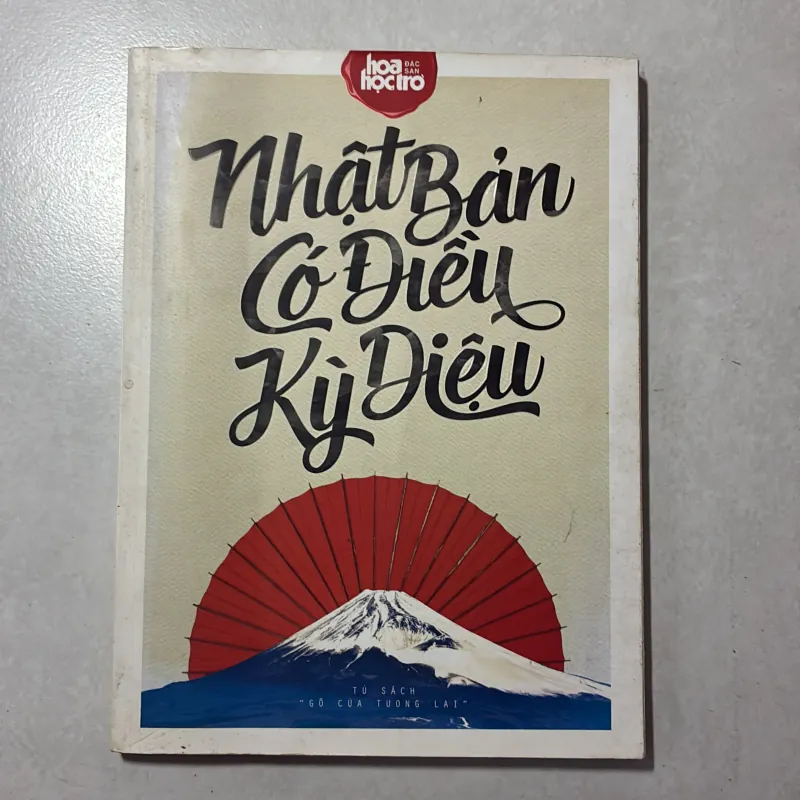 hoa ĐẶC SAN
học trò
Nhật Bản
Có Điều
Kỳ Diệu
TỦ SÁCH
"GÕ CỬA TƯƠNG LAI"